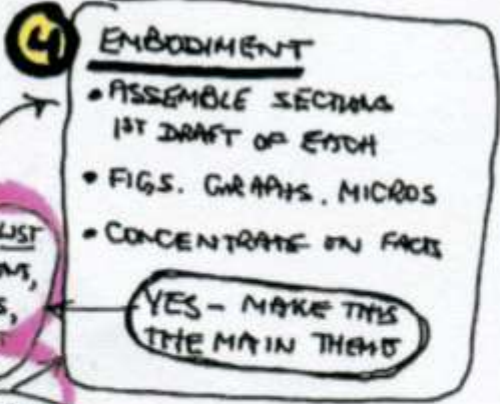 4
EMBODIMENT
• ASSEMBLE SECTIONS
1ST DRAFT OF EACH
• FIGS. GRAPHS. MICROS
• CONCENTRATE ON FACTS
YES - MAKE THIS
THE MAIN THEME
LIST